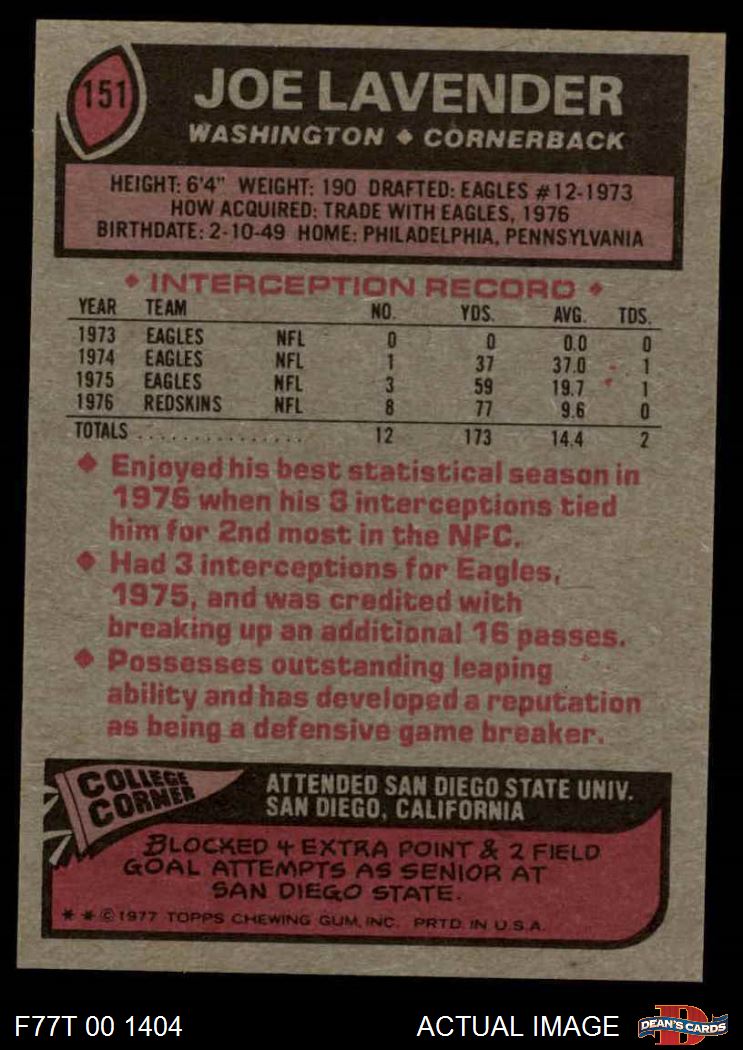 151
JOE LAVENDER
WASHINGTON ◆ CORNERBACK
HEIGHT: 6'4" WEIGHT: 190 DRAFTED: EAGLES #12-1973
HOW ACQUIRED: TRADE WITH EAGLES, 1976
BIRTHDATE: 2-10-49 HOME: PHILADELPHIA, PENNSYLVANIA
◆ INTERCEPTION RECORD ◆
YEAR TEAM NO. YDS. AVG. TDS.
1973 EAGLES NFL 0 0 0.0 0
1974 EAGLES NFL 1 37 37.0 1
1975 EAGLES NFL 3 59 19.7 1
1976 REDSKINS NFL 8 77 9.6 0
TOTALS ................ 12 173 14.4 2
◆ Enjoyed his best statistical season in
1976 when his 8 interceptions tied
him for 2nd most in the NFC.
◆ Had 3 interceptions for Eagles,
1975, and was credited with
breaking up an additional 16 passes.
◆ Possesses outstanding leaping
ability and has developed a reputation
as being a defensive game breaker.
COLLEGE
CORNER
ATTENDED SAN DIEGO STATE UNIV.
SAN DIEGO, CALIFORNIA
BLOCKED 4 EXTRA POINT & 2 FIELD
GOAL ATTEMPTS AS SENIOR AT
SAN DIEGO STATE.
* * © 1977 TOPPS CHEWING GUM, INC. PRTD. IN U.S.A.
F77T 00 1404 ACTUAL IMAGE D DEAN'S CARDS